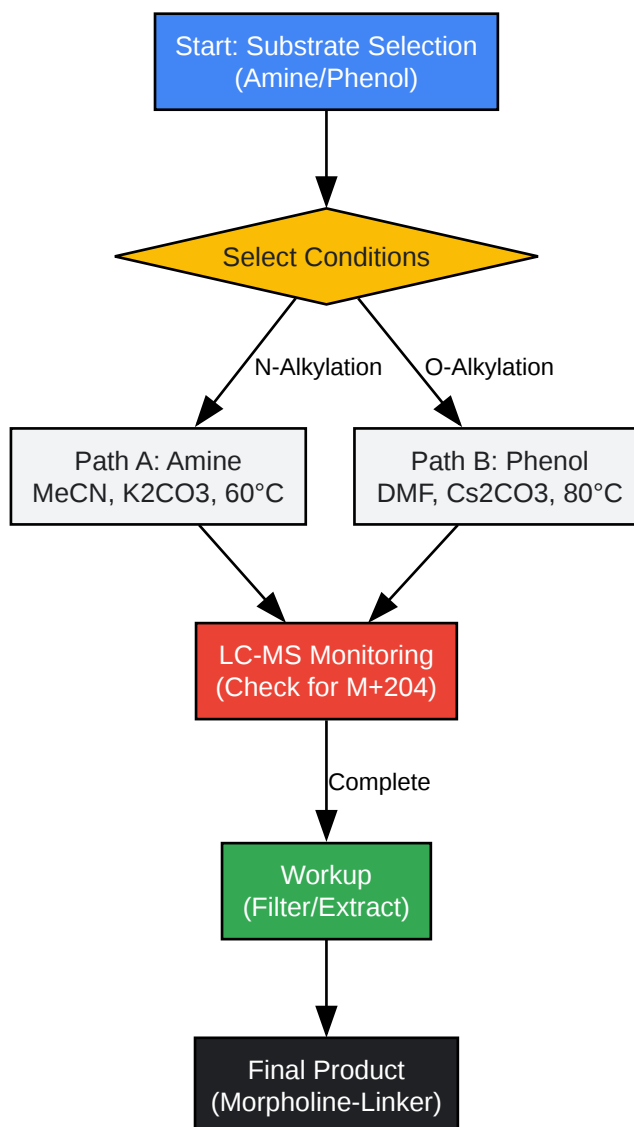 Start: Substrate Selection
(Amine/Phenol)
Select Conditions
N-Alkylation
O-Alkylation
Path A: Amine
MeCN, K2CO3, 60°C
Path B: Phenol
DMF, Cs2CO3, 80°C
LC-MS Monitoring
(Check for M+204)
Complete
Workup
(Filter/Extract)
Final Product
(Morpholine-Linker)